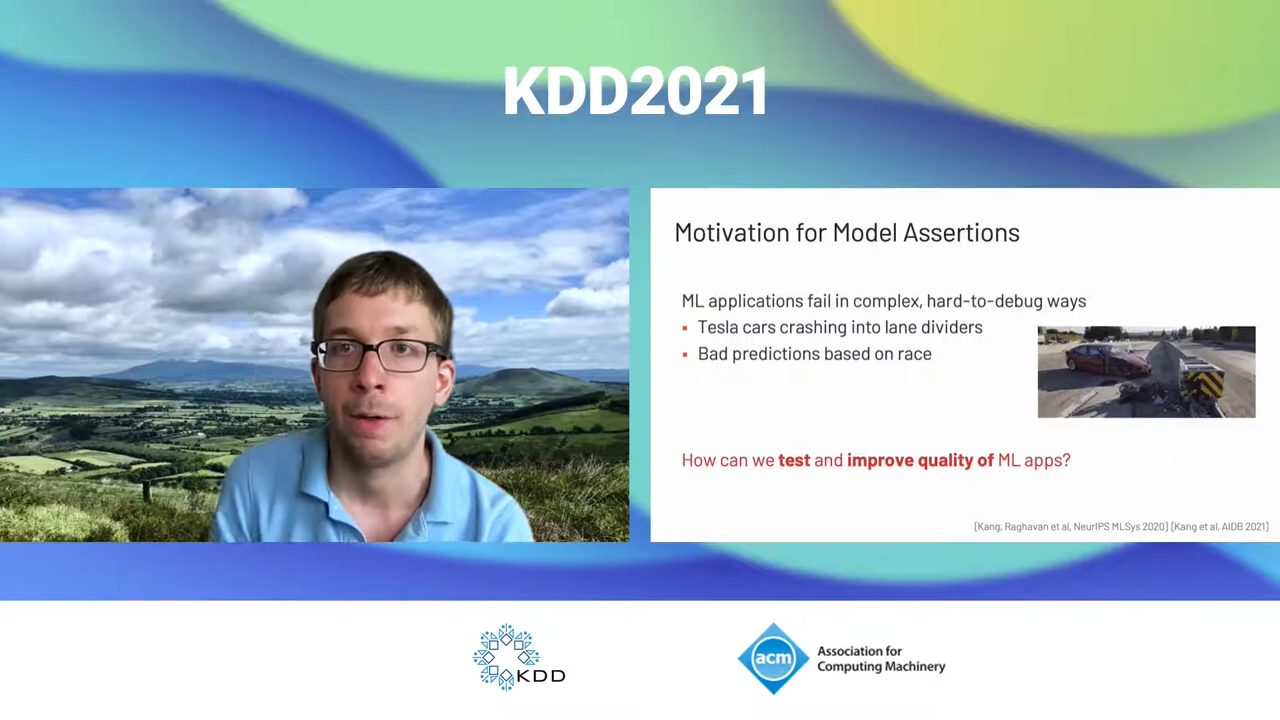 KDD2021
Motivation for Model Assertions
ML applications fail in complex, hard-to-debug ways
▪ Tesla cars crashing into lane dividers
▪ Bad predictions based on race
How can we test and improve quality of ML apps?
[Kang, Raghavan et al, NeurIPS MLSys 2020] [Kang et al, AIDB 2021]
KDD
acm
Association for
Computing Machinery